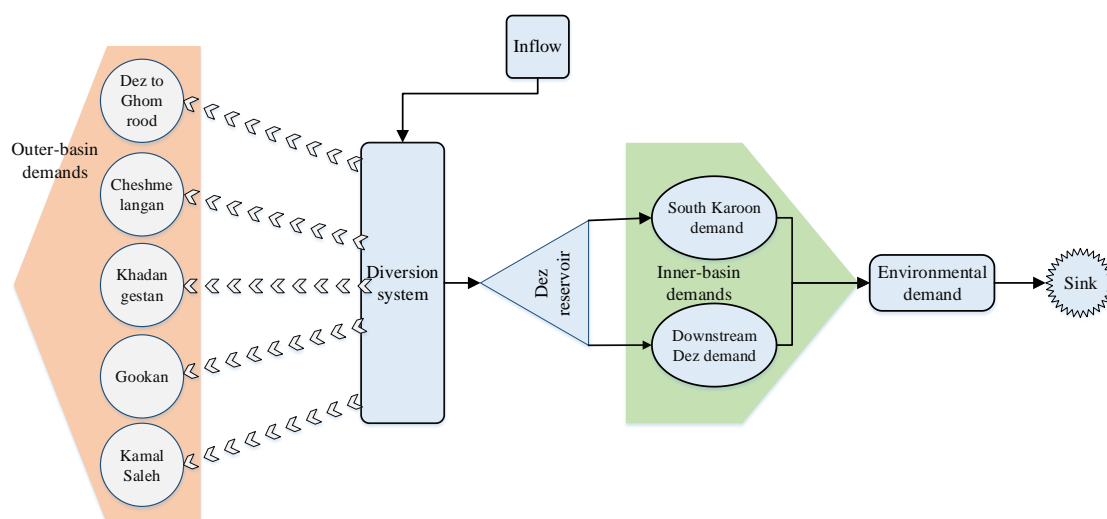 Inflow
Dez to
Ghom
rood
Outer-basin
demands
Cheshme
langan
Khadan
gestan
Gookan
Kamal
Saleh
Diversion
system
Dez
reservoir
South Karoon
demand
Inner-basin
demands
Downstream
Dez demand
Environmental
demand
Sink